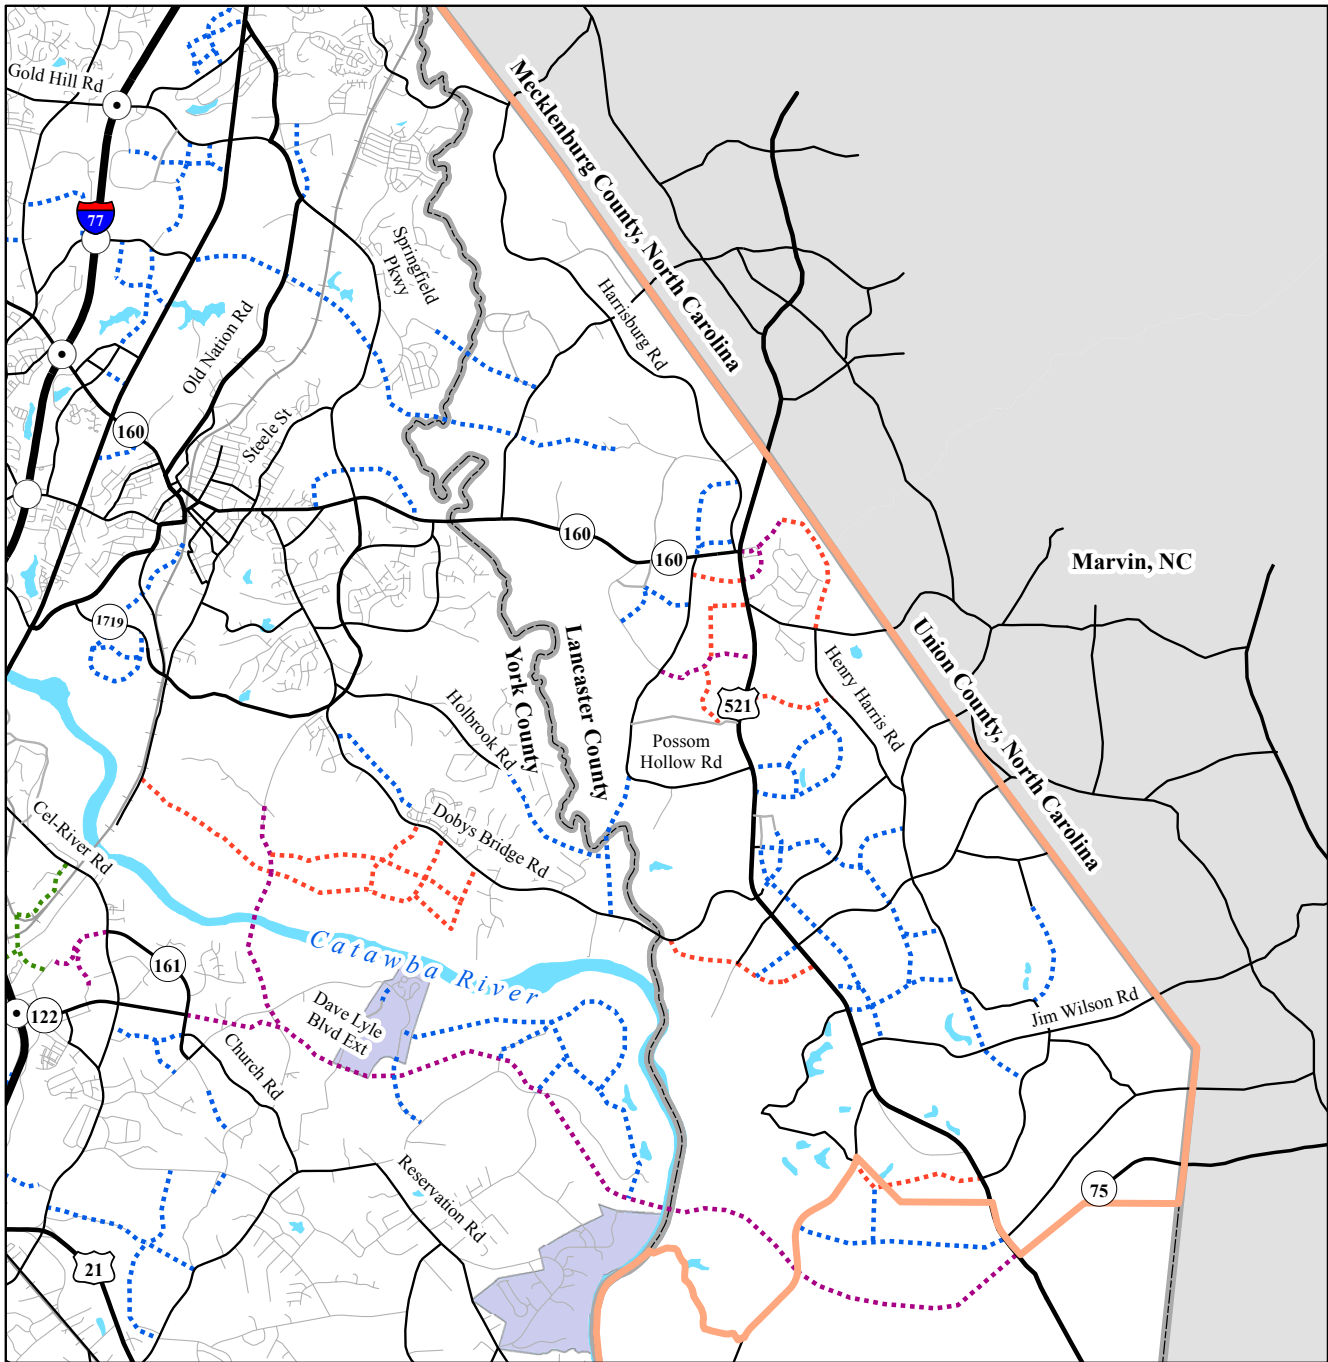 Gold Hill Rd
Mecklenburg County, North Carolina
77
Springfield
Pkwy
Harrisburg Rd
Old Nation Rd
Steele St
160
160
160
Marvin, NC
1719
Lancaster County
York County
Union County, North Carolina
Henry Harris Rd
Holbrook Rd
521
Possom
Hollow Rd
Cel-River Rd
Dobys Bridge Rd
Catawba River
161
122
Dave Lyle
Blvd Ext
Jim Wilson Rd
Church Rd
Reservation Rd
75
21